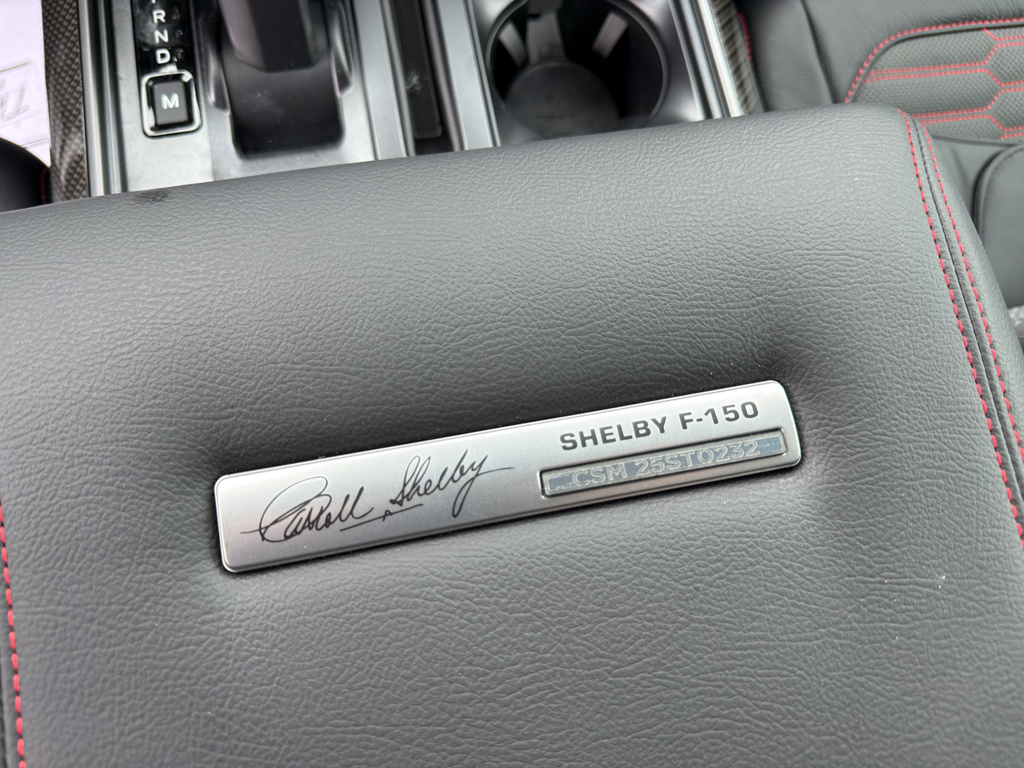 R
N
D
M
Carroll Shelby
SHELBY F-150
CSM 25ST0232